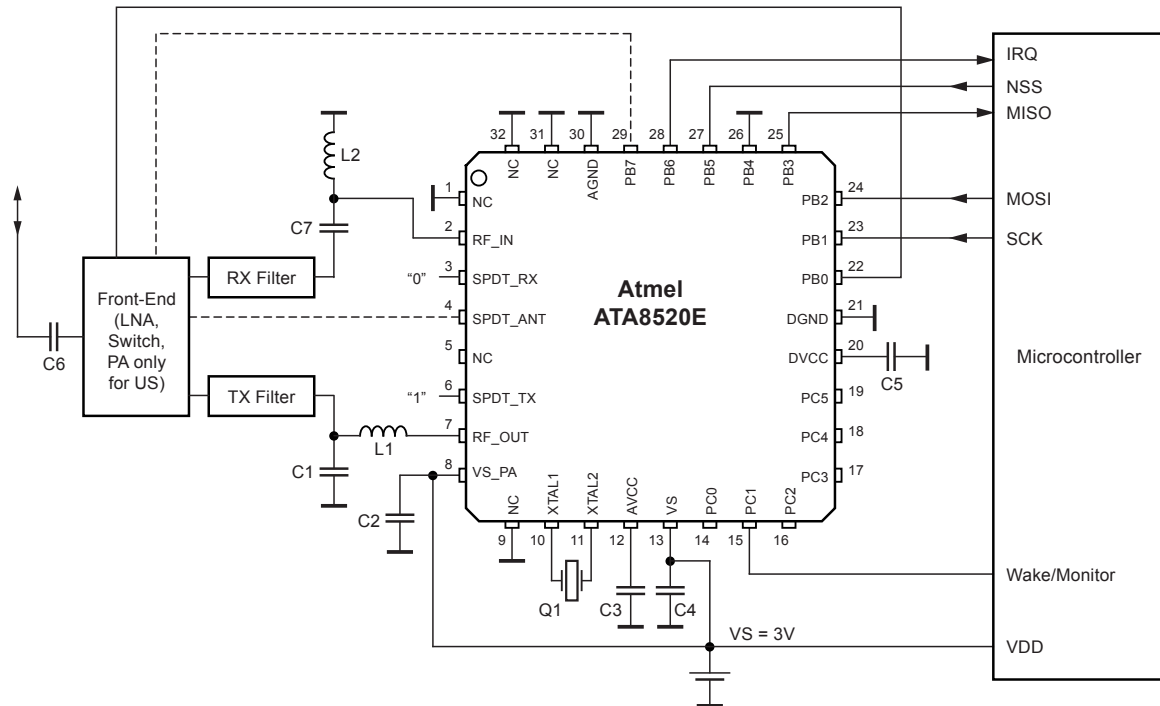 IRQ
NSS
MISO
MOSI
SCK
Microcontroller
Wake/Monitor
VDD
32
31
30
29
28
27
26
25
NC
NC
AGND
PB7
PB6
PB5
PB4
PB3
L2
C7
RX Filter
Front-End
(LNA,
Switch,
PA only
for US)
C6
TX Filter
C1
L1
C2
"0"
"1"
1
NC
2
RF_IN
3
SPDT_RX
4
SPDT_ANT
5
NC
6
SPDT_TX
7
RF_OUT
8
VS_PA
Atmel
ATA8520E
PB2
24
PB1
23
PB0
22
DGND
21
DVCC
20
C5
PC5
19
PC4
18
PC3
17
NC
XTAL1
XTAL2
AVCC
VS
PC0
PC1
PC2
9
10
11
12
13
14
15
16
Q1
C3
C4
VS = 3V